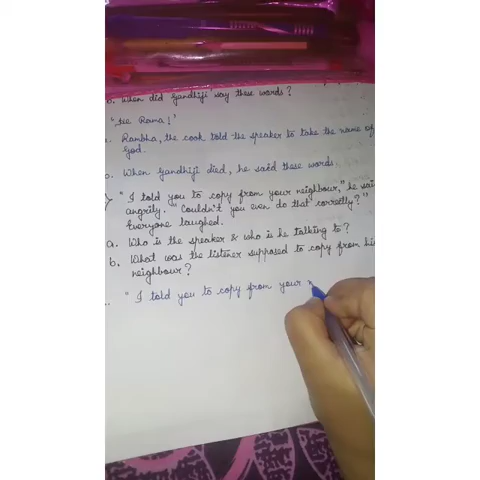 b. When did Gandhiji say these words?
"Hee Rama!"
Rambha, the cook told the speaker to take the name of
God.
When Gandhiji died, he said these words.
"I told you to copy from your neighbour," he said
angrily. "Couldn't you even do that correctly?"
Everyone laughed.
a. Who is the speaker & who is he talking to?
b. What was the listener supposed to copy from his
neighbour?
"I told you to copy from your